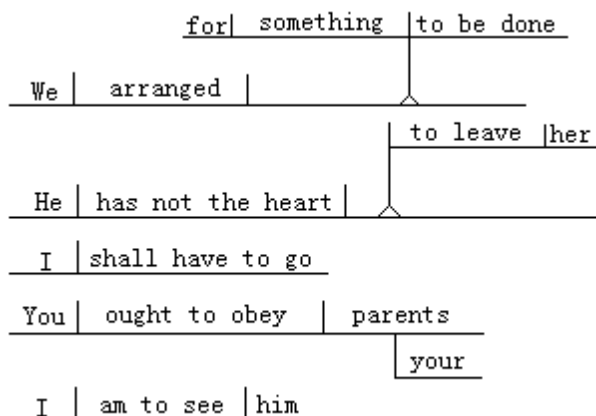 for something to be done
We arranged
to leave her
He has not the heart
I shall have to go
You ought to obey parents
your
I am to see him